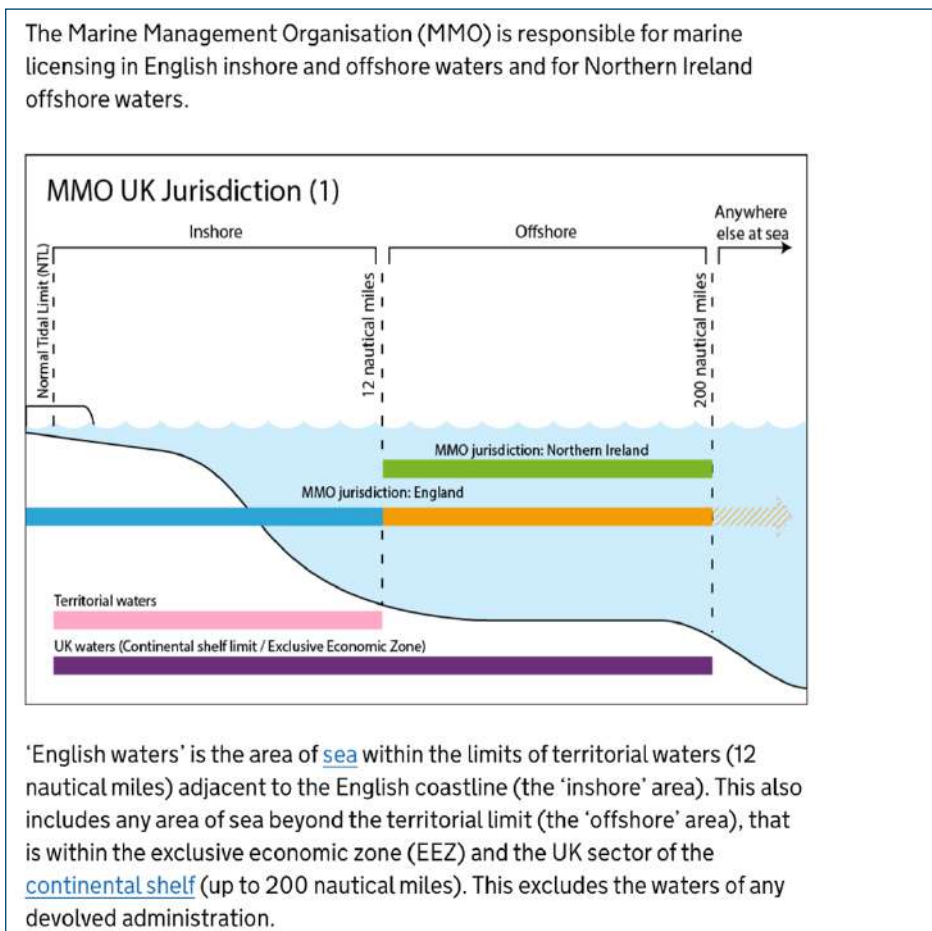 The Marine Management Organisation (MMO) is responsible for marine
licensing in English inshore and offshore waters and for Northern Ireland
offshore waters.
MMO UK Jurisdiction (1)
Inshore
Offshore
Anywhere
else at sea
Normal Tidal Limit (NTL)
12 nautical miles
200 nautical miles
MMO jurisdiction: Northern Ireland
MMO jurisdiction: England
Territorial waters
UK waters (Continental shelf limit / Exclusive Economic Zone)
‘English waters’ is the area of sea within the limits of territorial waters (12
nautical miles) adjacent to the English coastline (the ‘inshore’ area). This also
includes any area of sea beyond the territorial limit (the ‘offshore’ area), that
is within the exclusive economic zone (EEZ) and the UK sector of the
continental shelf (up to 200 nautical miles). This excludes the waters of any
devolved administration.